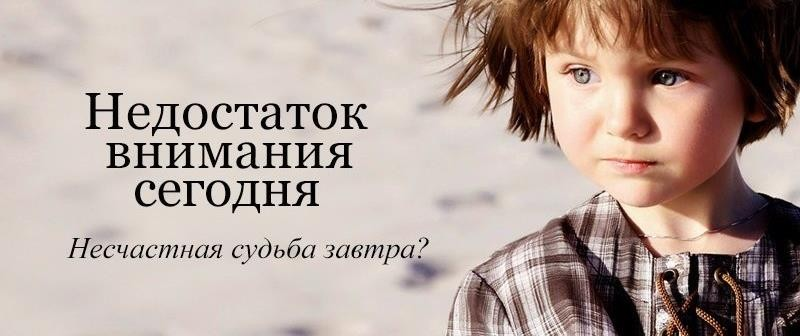 Недостаток
внимания
сегодня
Несчастная судьба завтра?